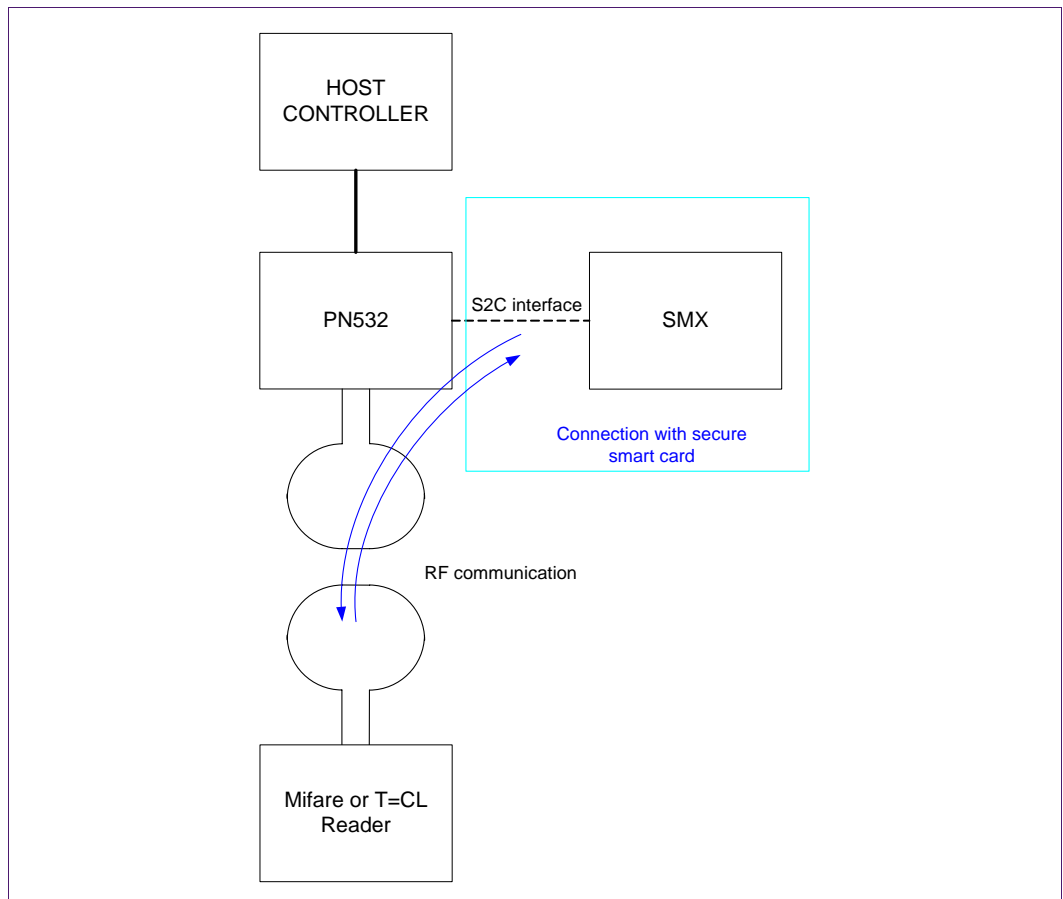 HOST
CONTROLLER
PN532
S2C interface
SMX
Connection with secure
smart card
RF communication
Mifare or T=CL
Reader